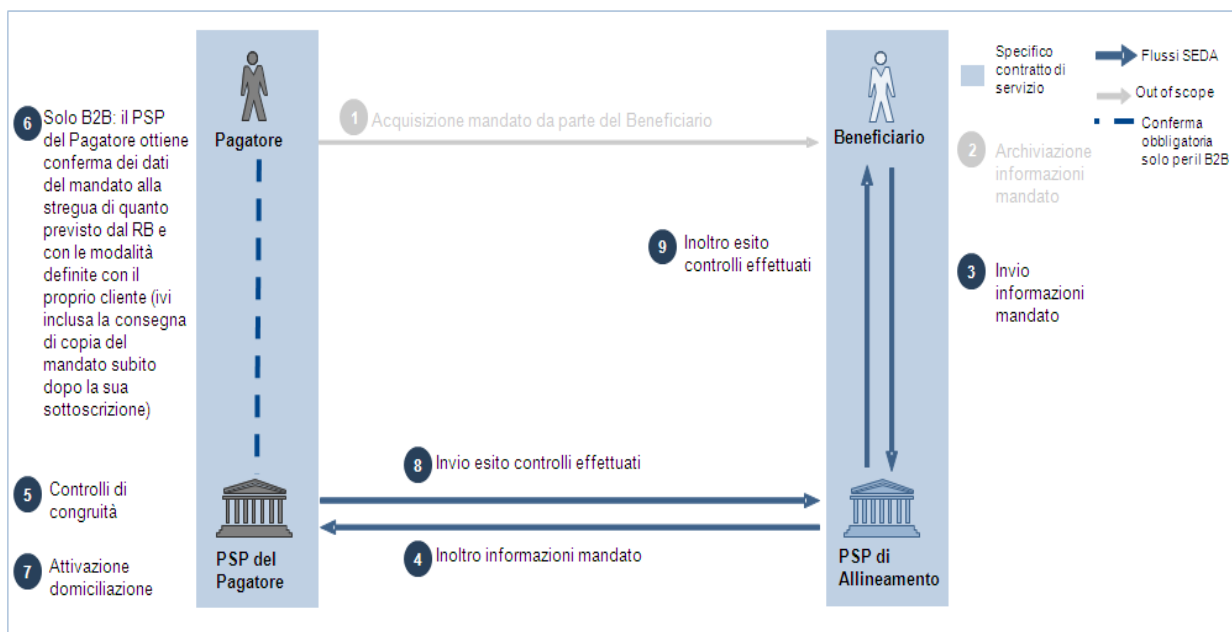 6
Solo B2B: il PSP
del Pagatore ottiene
conferma dei dati
del mandato alla
stregua di quanto
previsto dal RB e
con le modalità
definite con il
proprio cliente (ivi
inclusa la consegna
di copia del
mandato subito
dopo la sua
sottoscrizione)
5
Controlli di
congruità
7
Attivazione
domiciliazione
Pagatore
PSP del
Pagatore
1
Acquisizione mandato da parte del Beneficiario
9
Inoltro esito
controlli effettuati
8
Invio esito controlli effettuati
4
Inoltro informazioni mandato
Beneficiario
PSP di
Allineamento
2
Archiviazione
informazioni
mandato
3
Invio
informazioni
mandato
Specifico
contratto di
servizio
Flussi SEDA
Out of scope
Conferma
obbligatoria
solo per il B2B